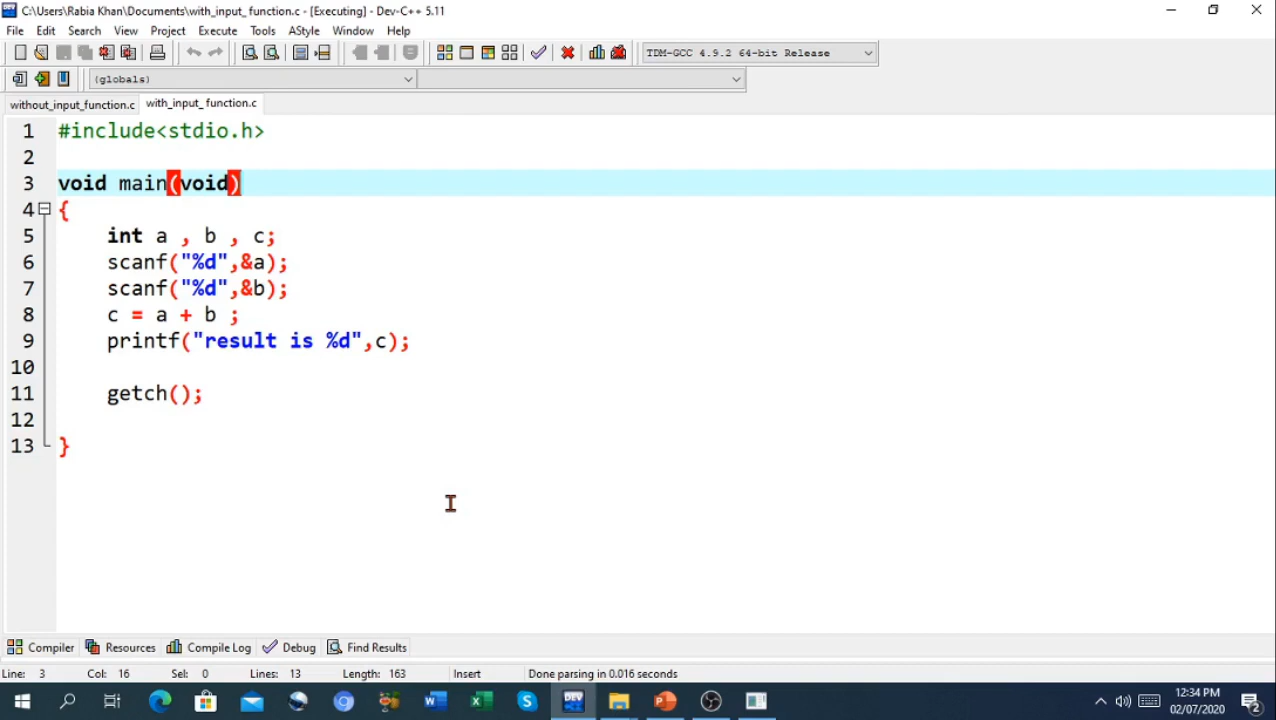 C:\Users\Rabia Khan\Documents\with_input_function.c - [Executing] - Dev-C++ 5.11
File Edit Search View Project Execute Tools AStyle Window Help
TDM-GCC 4.9.2 64-bit Release
(globals)
without_input_function.c with_input_function.c
1 #include<stdio.h>
2
3 void main(void)
4 {
5 int a , b , c;
6 scanf("%d",&a);
7 scanf("%d",&b);
8 c = a + b ;
9 printf("result is %d",c);
10
11 getch();
12
13 }
Compiler Resources Compile Log Debug Find Results
Line: 3 Col: 16 Sel: 0 Lines: 13 Length: 163 Insert Done parsing in 0.016 seconds
12:34 PM
02/07/2020
2